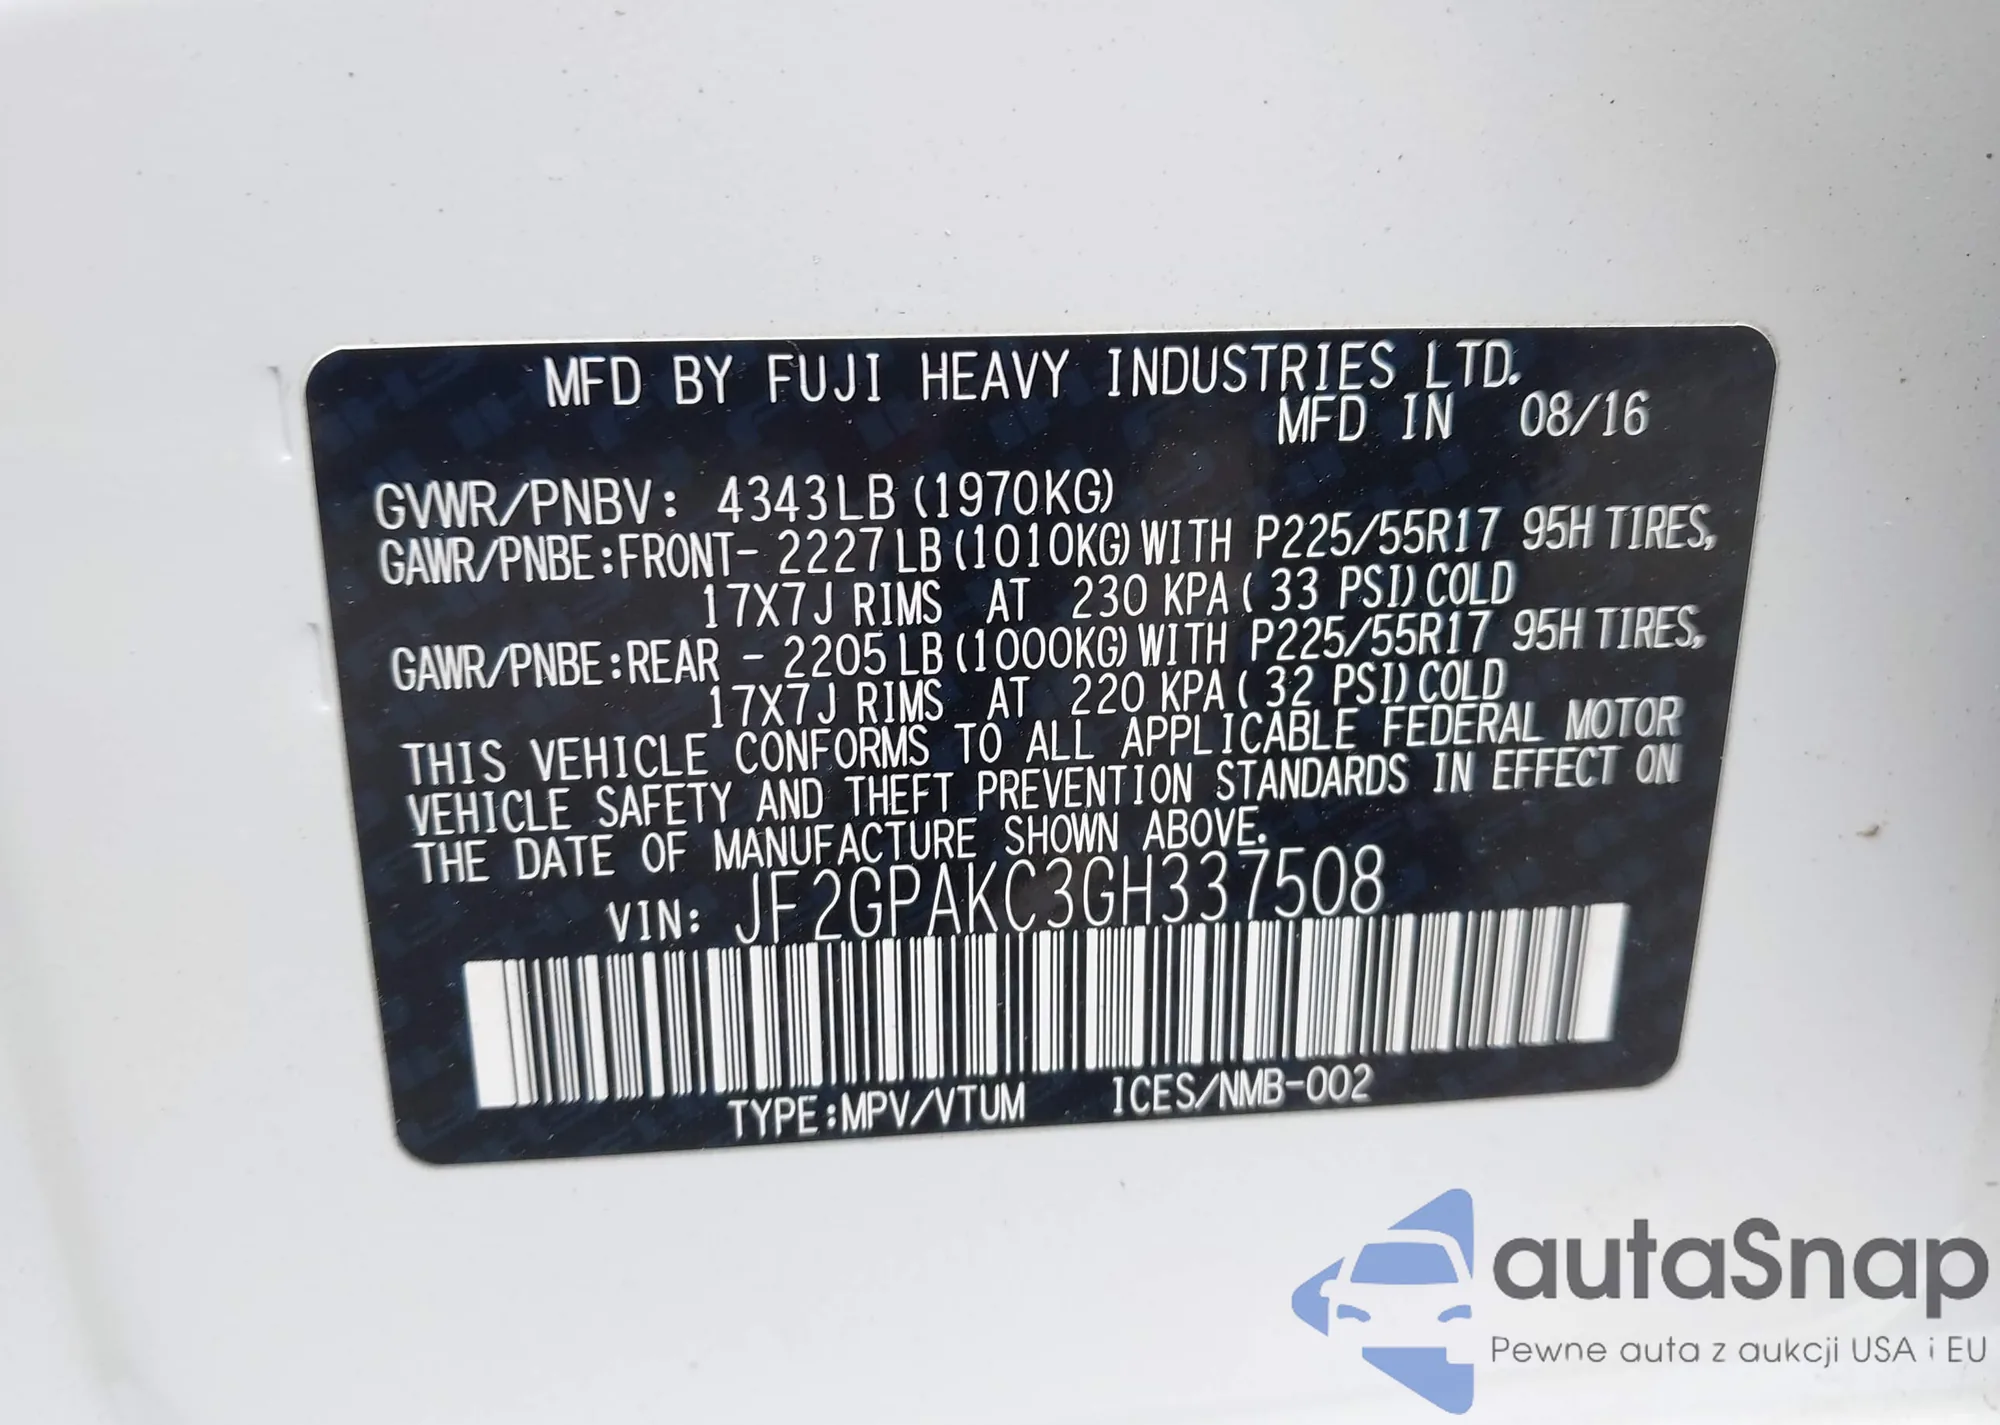 MFD BY FUJI HEAVY INDUSTRIES LTD.
MFD IN 08/16
GVWR/PNBV: 4343LB(1970KG)
GAWR/PNBE:FRONT- 2227LB(1010KG)WITH P225/55R17 95H TIRES,
17X7J RIMS AT 230 KPA( 33 PSI)COLD
GAWR/PNBE:REAR - 2205LB(1000KG)WITH P225/55R17 95H TIRES,
17X7J RIMS AT 220 KPA( 32 PSI)COLD
THIS VEHICLE CONFORMS TO ALL APPLICABLE FEDERAL MOTOR
VEHICLE SAFETY AND THEFT PREVENTION STANDARDS IN EFFECT ON
THE DATE OF MANUFACTURE SHOWN ABOVE.
VIN: JF2GPAKC3GH337508
TYPE:MPV/VTUM ICES/NMB-002
autaSnap
Pewne auta z aukcji USA i EU